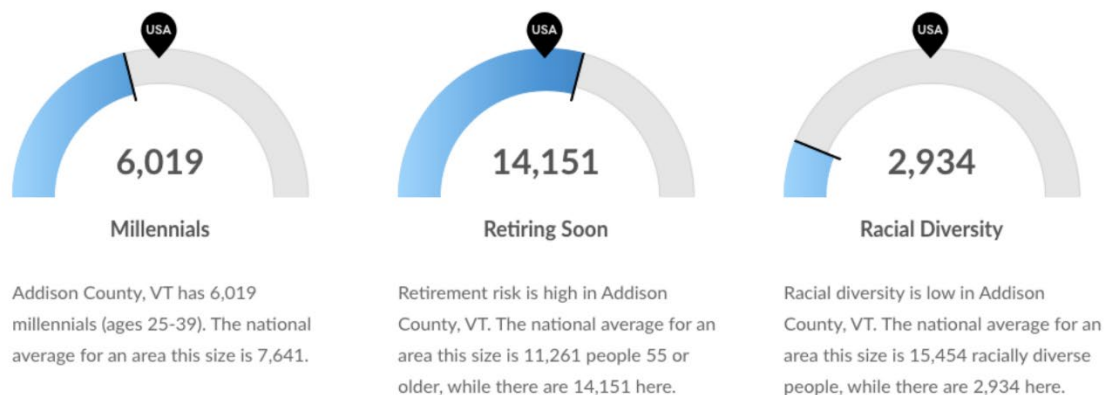 USA
6,019
Millennials
Addison County, VT has 6,019
millennials (ages 25-39). The national
average for an area this size is 7,641.
USA
14,151
Retiring Soon
Retirement risk is high in Addison
County, VT. The national average for an
area this size is 11,261 people 55 or
older, while there are 14,151 here.
USA
2,934
Racial Diversity
Racial diversity is low in Addison
County, VT. The national average for an
area this size is 15,454 racially diverse
people, while there are 2,934 here.